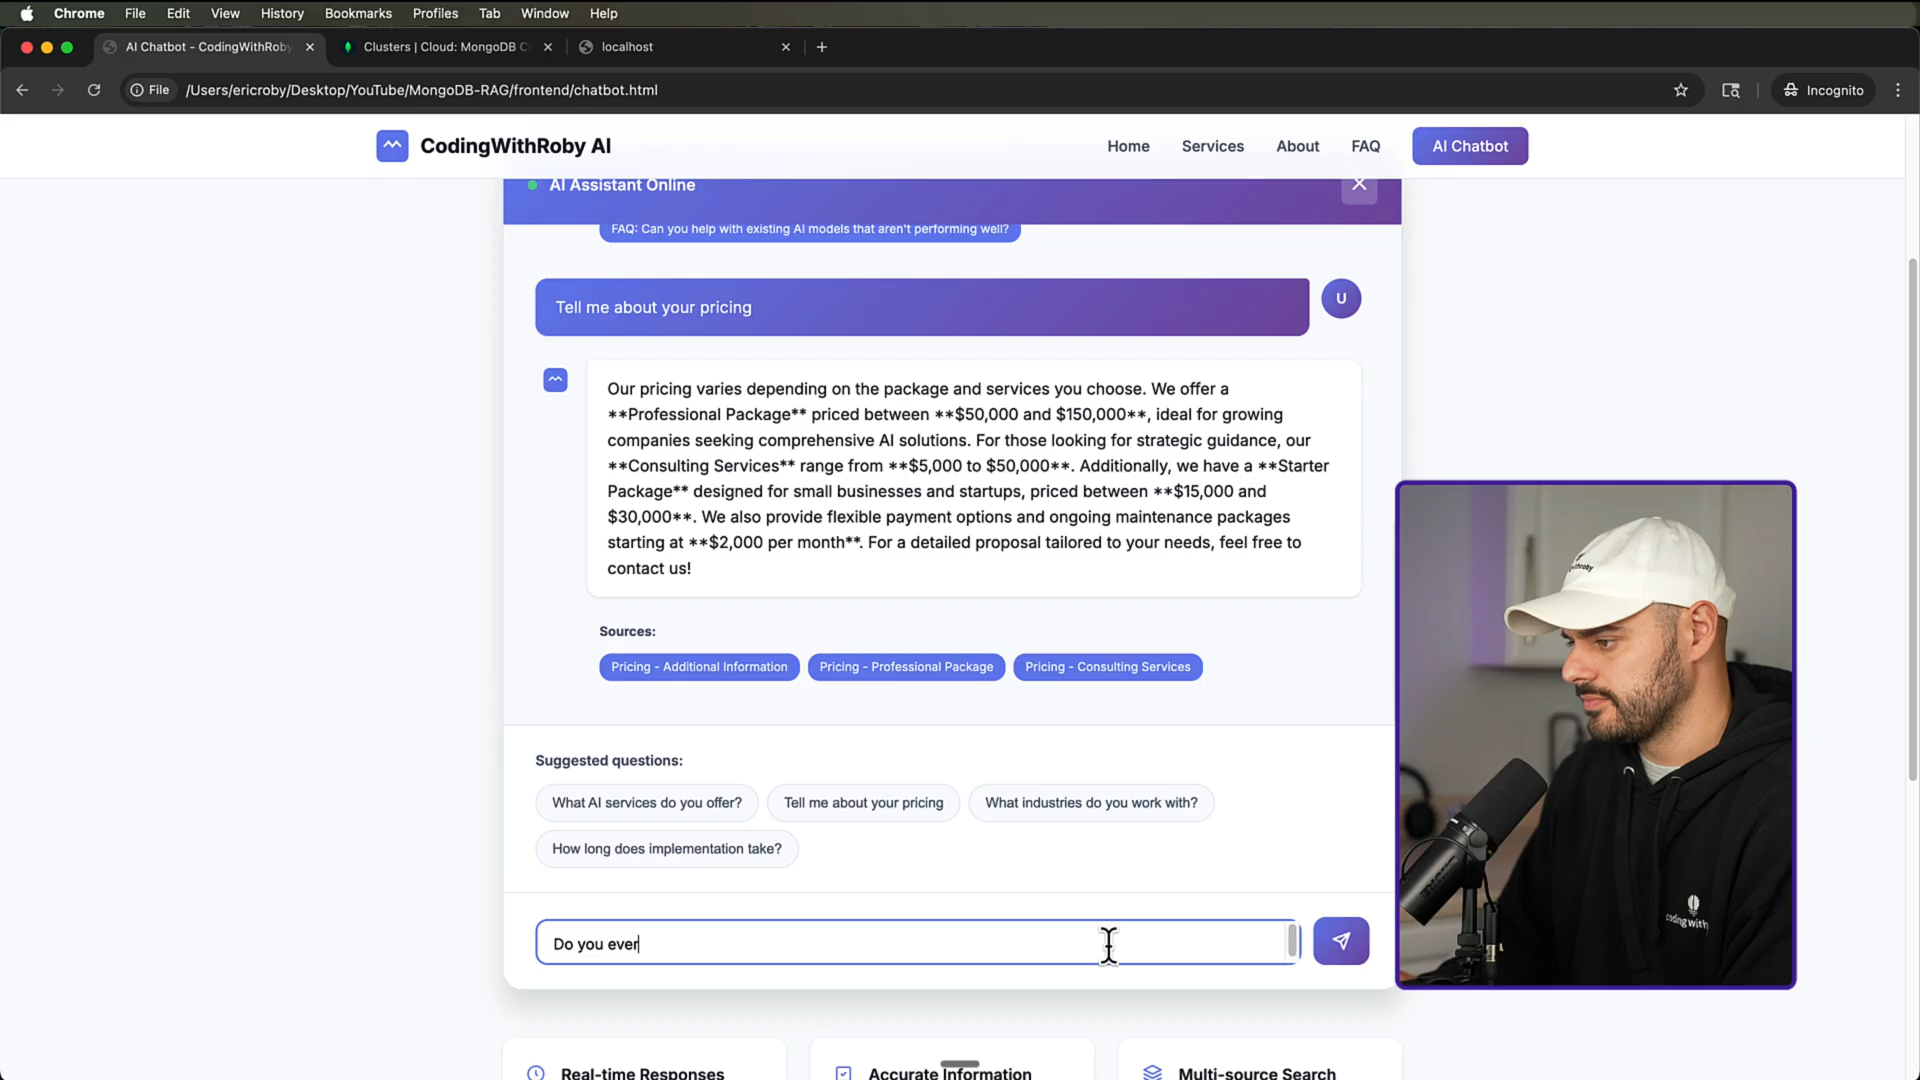 Chrome File Edit View History Bookmarks Profiles Tab Window Help
AI Chatbot - CodingWithRoby
Clusters | Cloud: MongoDB C
localhost
File /Users/ericroby/Desktop/YouTube/MongoDB-RAG/frontend/chatbot.html Incognito
CodingWithRoby AI Home Services About FAQ AI Chatbot
AI Assistant Online
FAQ: Can you help with existing AI models that aren't performing well?
Tell me about your pricing U
Our pricing varies depending on the package and services you choose. We offer a
**Professional Package** priced between **$50,000 and $150,000**, ideal for growing
companies seeking comprehensive AI solutions. For those looking for strategic guidance, our
**Consulting Services** range from **$5,000 to $50,000**. Additionally, we have a **Starter
Package** designed for small businesses and startups, priced between **$15,000 and
$30,000**. We also provide flexible payment options and ongoing maintenance packages
starting at **$2,000 per month**. For a detailed proposal tailored to your needs, feel free to
contact us!
Sources:
Pricing - Additional Information Pricing - Professional Package Pricing - Consulting Services
Suggested questions:
What AI services do you offer? Tell me about your pricing What industries do you work with?
How long does implementation take?
Do you ever
Real-time Responses Accurate Information Multi-source Search
codingwith